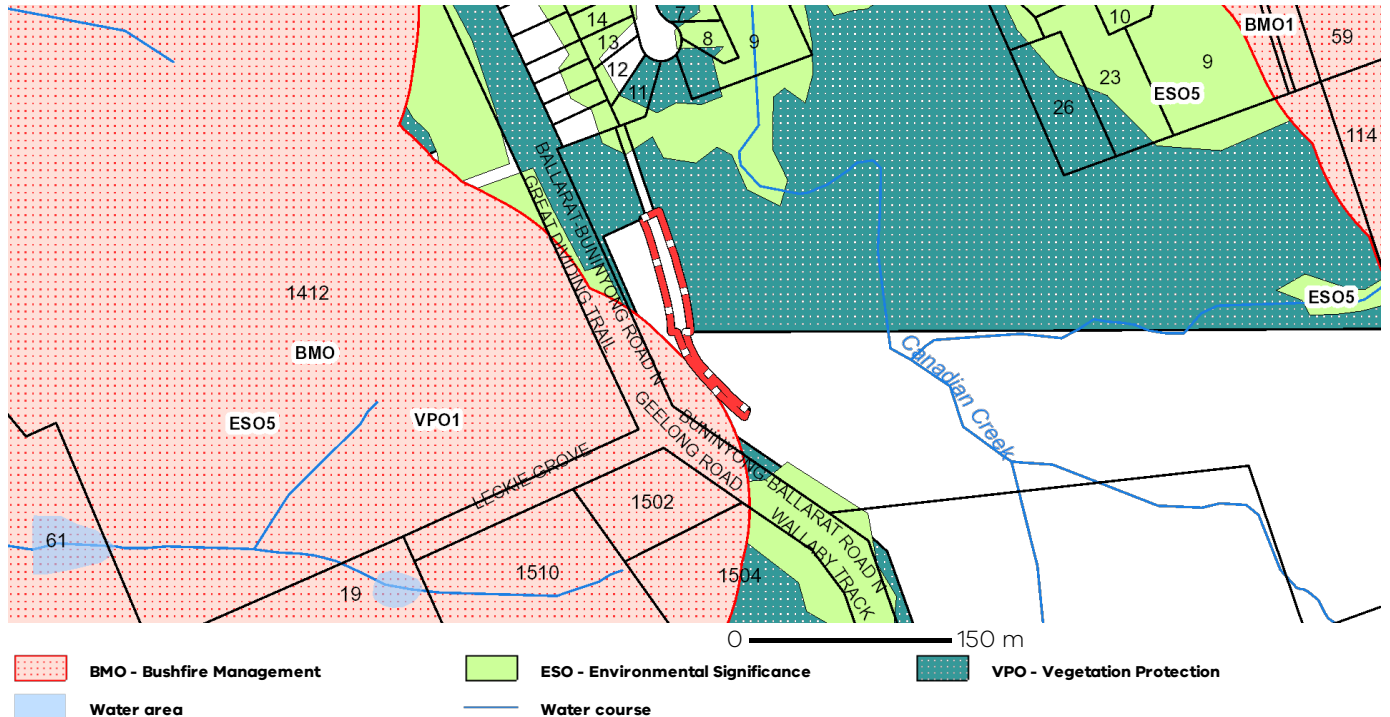 7
14
10
BMO1
13
8
9
59
12
9
11
23
ESO5
26
114
BALLARAT-BUNINYONG ROAD N
GREAT DIVIDING TRAIL
1412
ESO5
BMO
Canadian Creek
ESO5
VPO1
BUNINYONG BALLARAT ROAD N
GEELONG ROAD
LECKIE GROVE
1502
WALLABY TRACK
61
1510
1504
19
0 150 m
BMO - Bushfire Management
ESO - Environmental Significance
VPO - Vegetation Protection
Water area
Water course